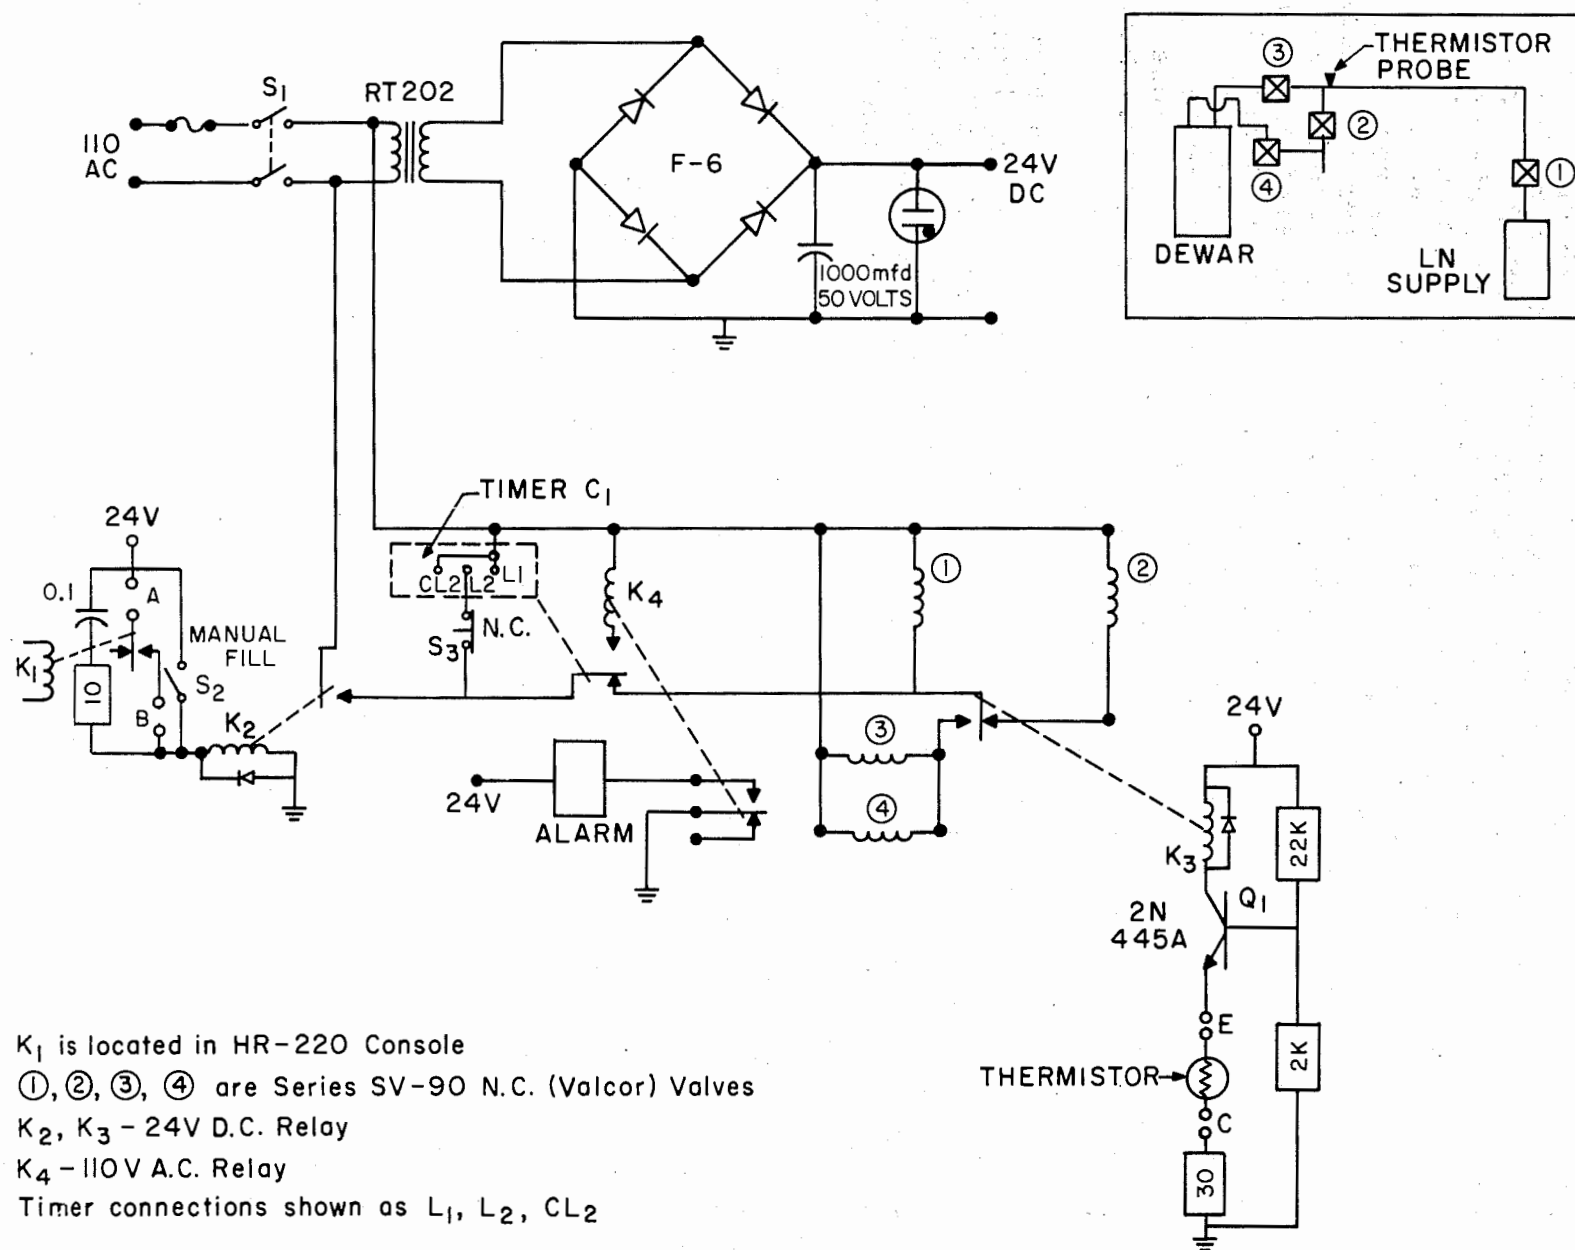 S1
RT202
110
AC
F-6
24V
DC
1000mfd
50 VOLTS
③
THERMISTOR
PROBE
②
④
①
DEWAR
LN
SUPPLY
TIMER C1
24V
CL2
L2
L1
0.1
A
K4
①
②
MANUAL
FILL
N.C.
S3
K1
10
S2
B
K2
24V
③
24V
④
ALARM
K3
22K
Q1
2N
445A
E
THERMISTOR
2K
C
30
K1 is located in HR-220 Console
①, ②, ③, ④ are Series SV-90 N.C. (Valcor) Valves
K2, K3 - 24V D.C. Relay
K4 - 110V A.C. Relay
Timer connections shown as L1, L2, CL2